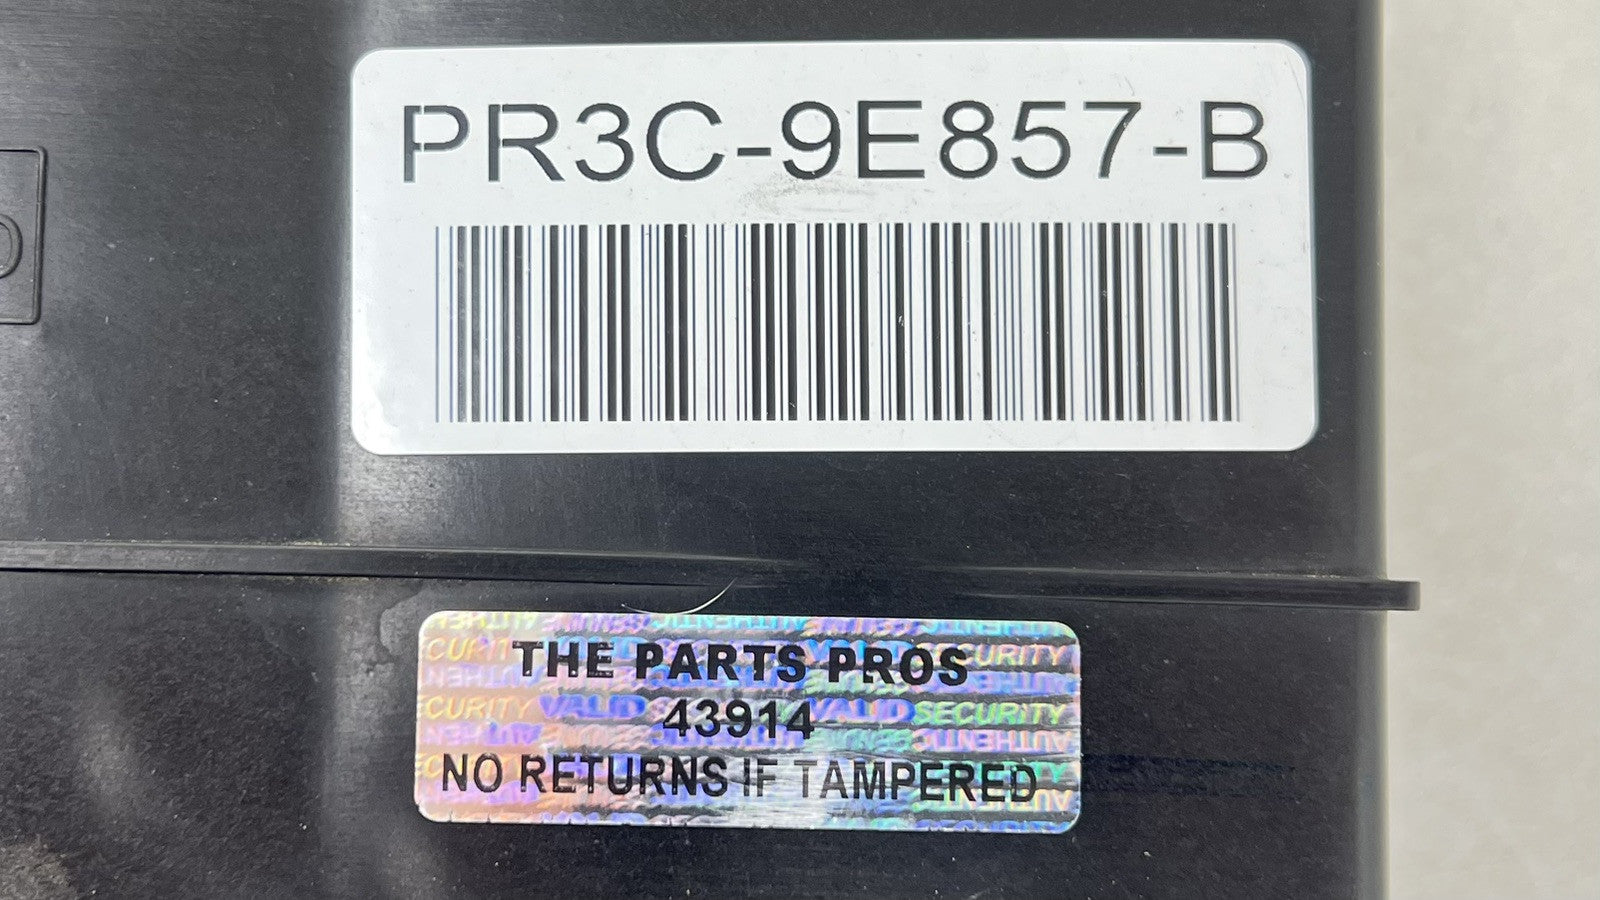 PR3C-9E857-B
THE PARTS PROS
43914
NO RETURNS IF TAMPERED